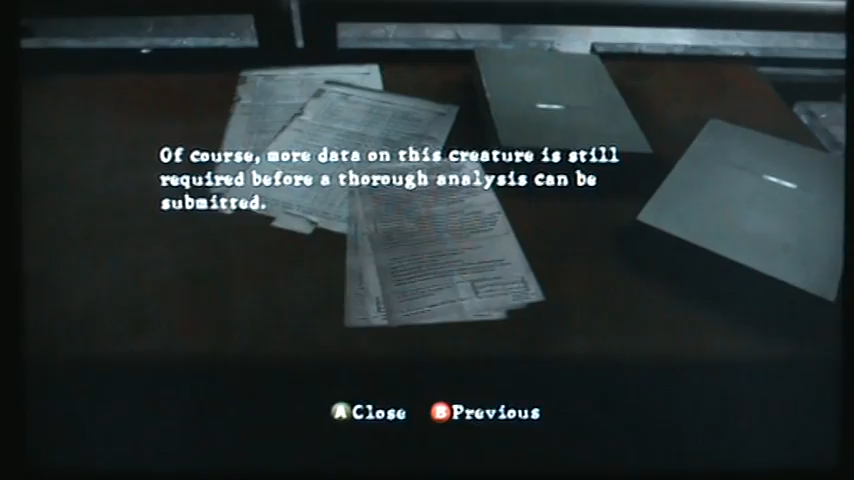 Of course, more data on this creature is still
required before a thorough analysis can be
submitted.
A Close B Previous